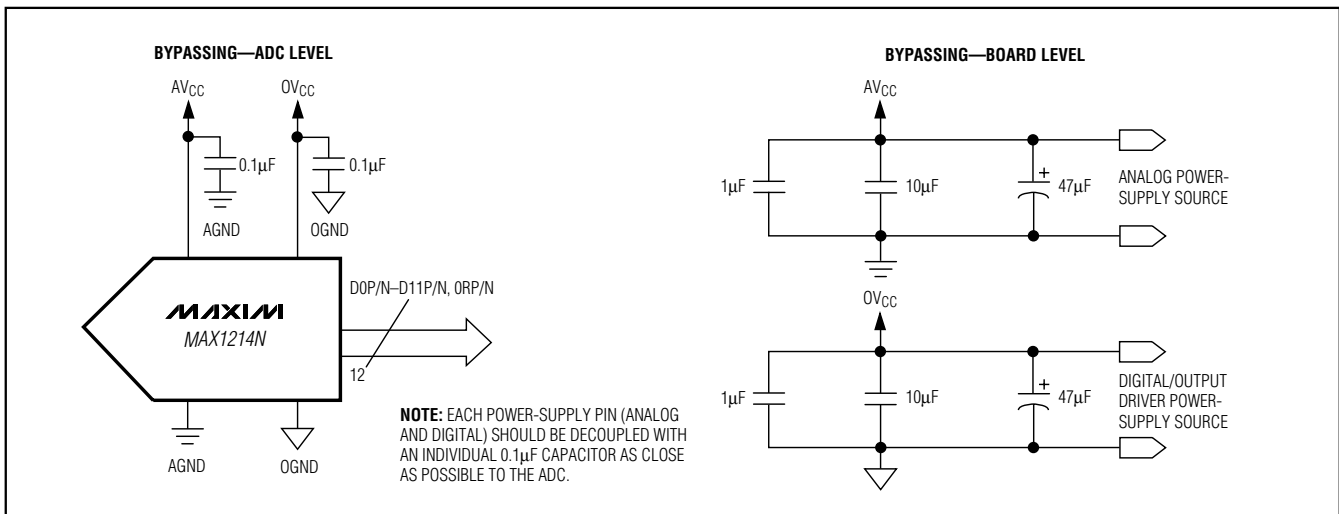 BYPASSING—ADC LEVEL
AVCC
OVCC
0.1µF
0.1µF
AGND
OGND
MAXIM
MAX1214N
D0P/N–D11P/N, 0RP/N
12
AGND
OGND
NOTE: EACH POWER-SUPPLY PIN (ANALOG
AND DIGITAL) SHOULD BE DECOUPLED WITH
AN INDIVIDUAL 0.1µF CAPACITOR AS CLOSE
AS POSSIBLE TO THE ADC.
BYPASSING—BOARD LEVEL
AVCC
1µF
10µF
+
47µF
ANALOG POWER-
SUPPLY SOURCE
OVCC
1µF
10µF
+
47µF
DIGITAL/OUTPUT
DRIVER POWER-
SUPPLY SOURCE